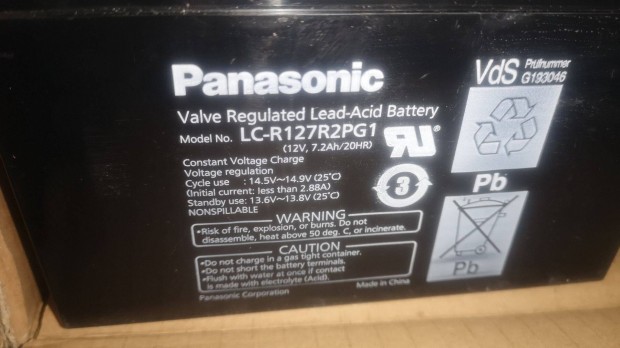 Panasonic
Valve Regulated Lead-Acid Battery
Model No. LC-R127R2PG1
(12V, 7.2Ah/20HR)
Constant Voltage Charge
Voltage regulation
Cycle use : 14.5V~14.9V (25°C)
(Initial current: less than 2.88A)
Standby use: 13.6V~13.8V (25°C)
NONSPILLABLE
WARNING
•Risk of fire, explosion, or burns. Do not
disassemble, heat above 50 deg. C, or incinerate.
CAUTION
•Do not charge in a gas tight container.
•Do not short the battery terminals.
•Flush with water at once if contact
is made with electrolyte (Acid).
Panasonic Corporation
Made in China
3
VdS Prüfnummer
G193046
Pb
Pb